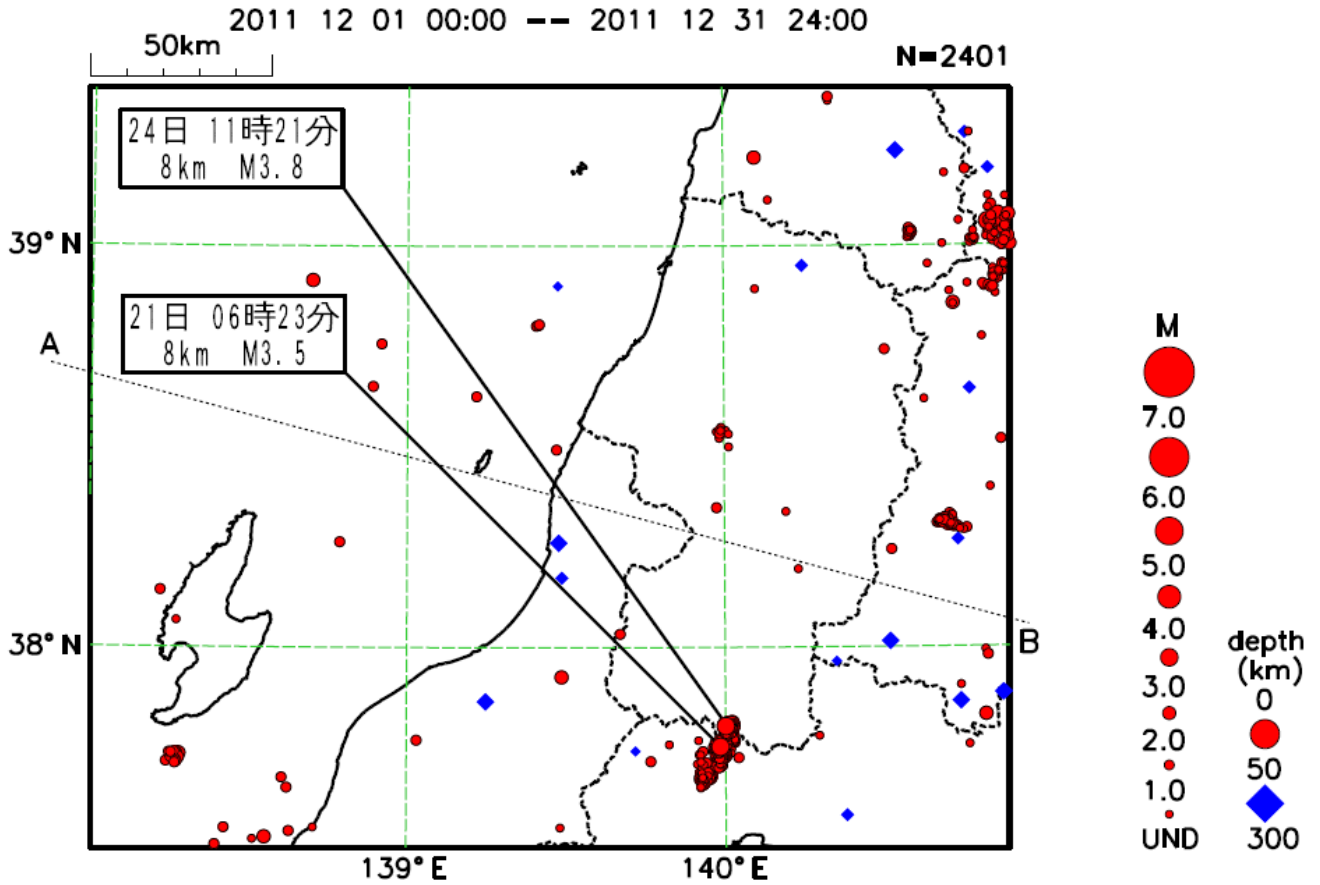 2011 12 01 00:00 -- 2011 12 31 24:00
50km
N=2401
24日 11時21分
8km M3.8
39°N
21日 06時23分
8km M3.5
A
M
7.0
6.0
5.0
4.0
3.0
2.0
1.0
UND
depth
(km)
0
50
300
38°N
B
139°E
140°E